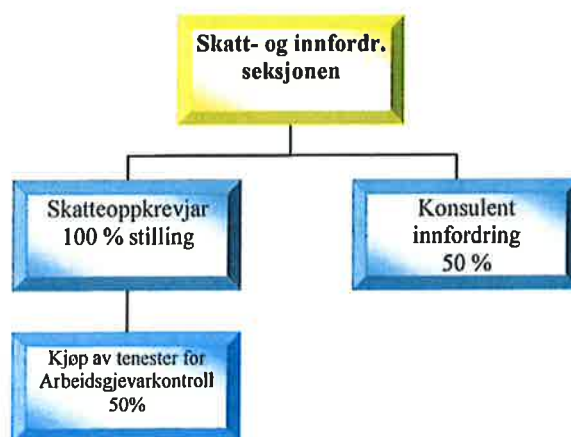 Skatt- og innfordr.
seksjonen
Skatteoppkrevjar
100 % stilling
Konsulent
innfordring
50 %
Kjøp av tenester for
Arbeidsgjevarkontroll
50%